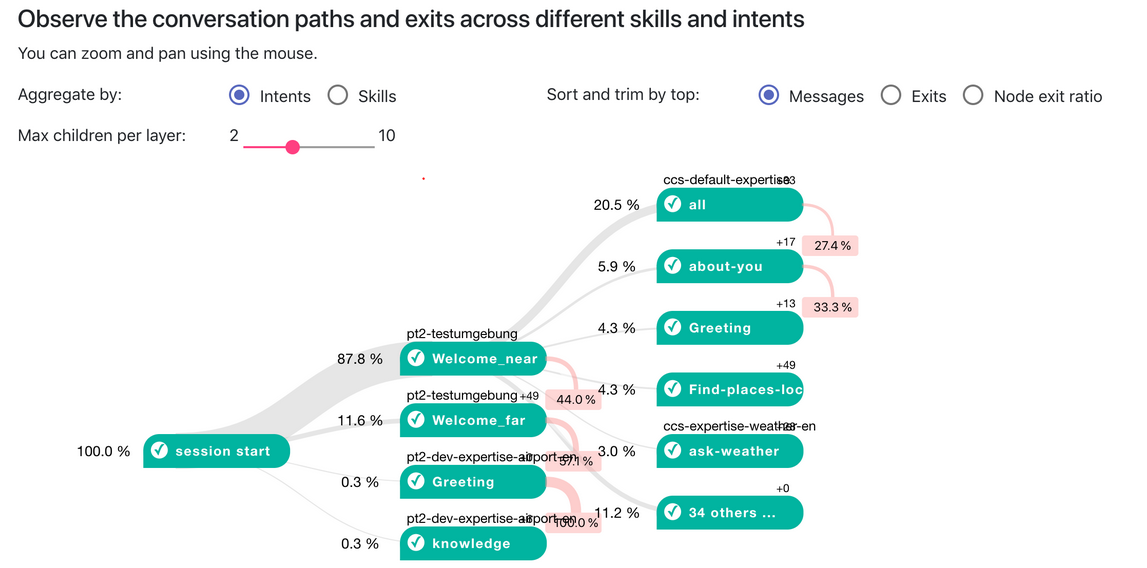 Observe the conversation paths and exits across different skills and intents
You can zoom and pan using the mouse.
Aggregate by: Intents Skills
Sort and trim by top: Messages Exits Node exit ratio
Max children per layer: 2 10
100.0 % session start
pt2-testumgebung
87.8 % Welcome_near
44.0 %
pt2-testumgebung +49
11.6 % Welcome_far
57.1 %
pt2-dev-expertise-airport-en
0.3 % Greeting
100.0 %
pt2-dev-expertise-airport-en
0.3 % knowledge
ccs-default-expertise
20.5 % all
27.4 %
+17
5.9 % about-you
33.3 %
+13
4.3 % Greeting
+49
4.3 % Find-places-loc
ccs-expertise-weather-en
3.0 % ask-weather
+0
11.2 % 34 others ...